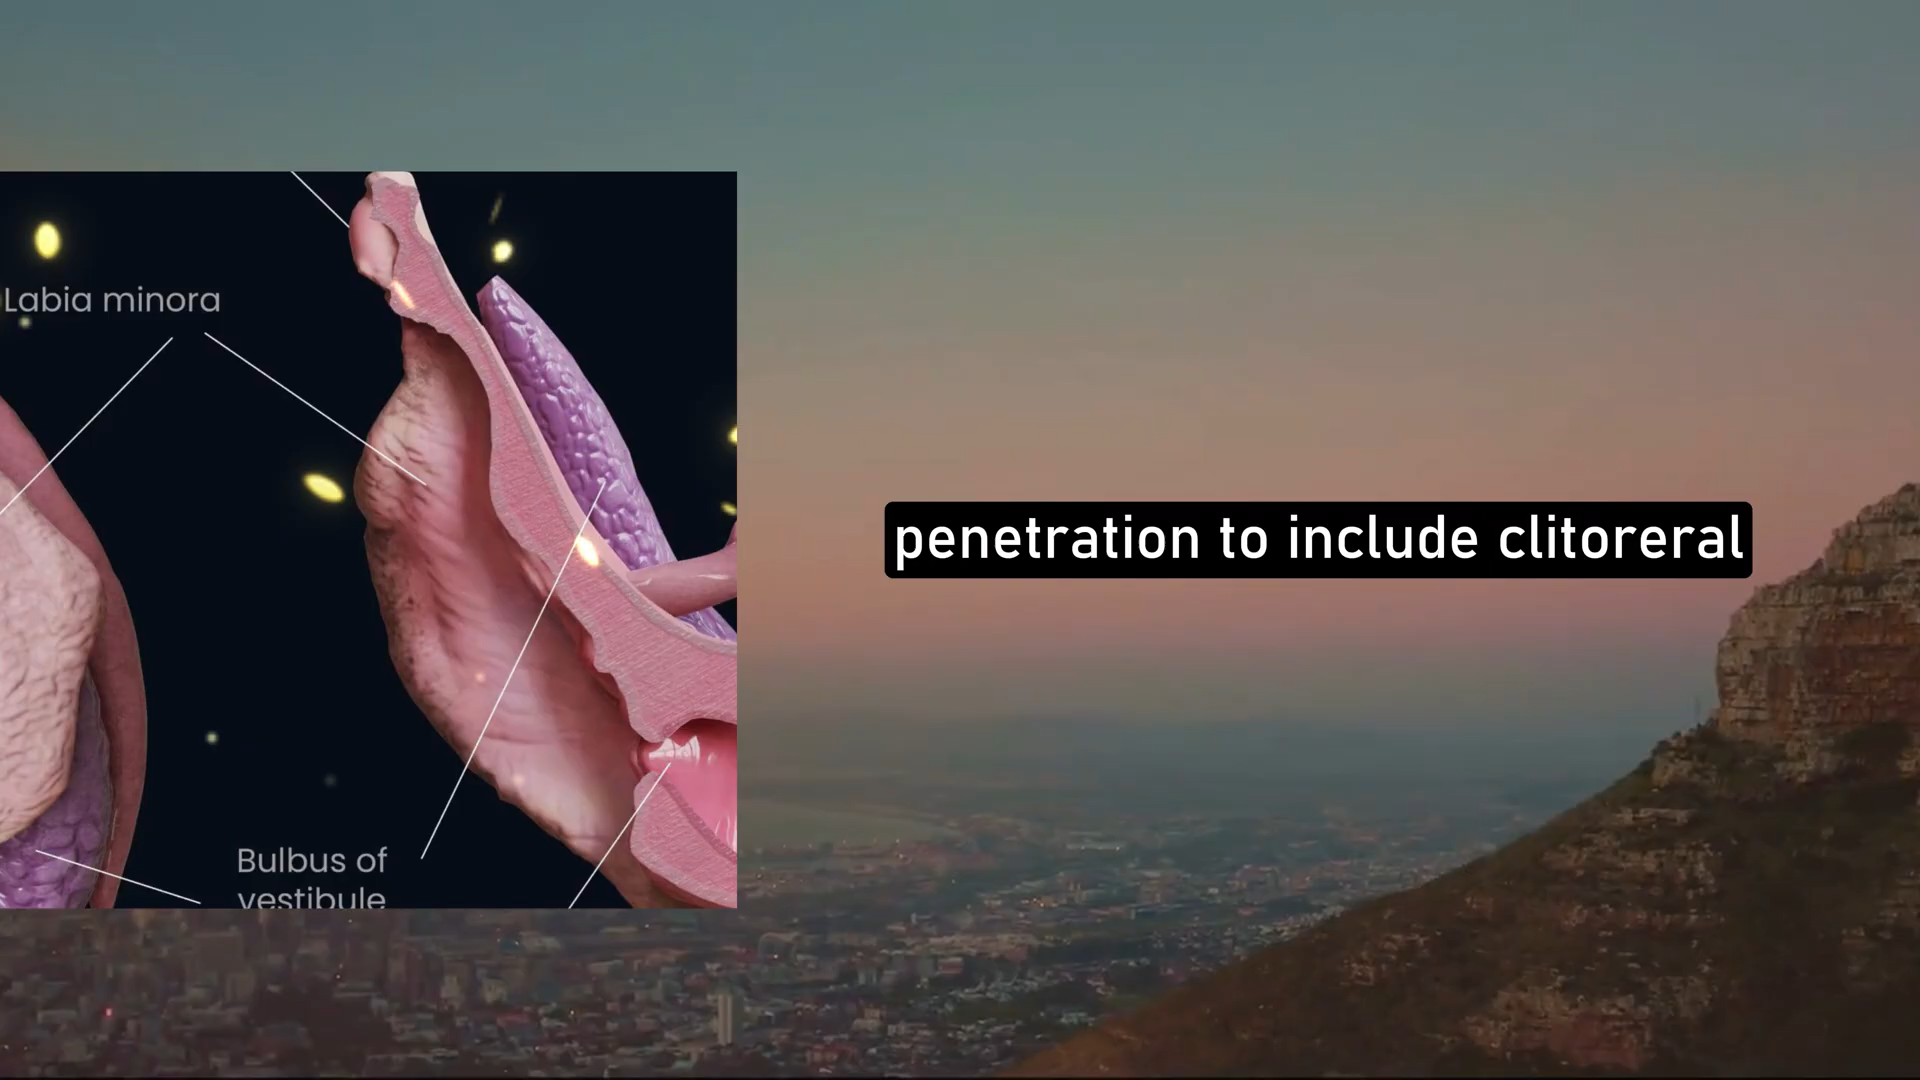 Labia minora
penetration to include clitoreral
Bulbus of
vestibule